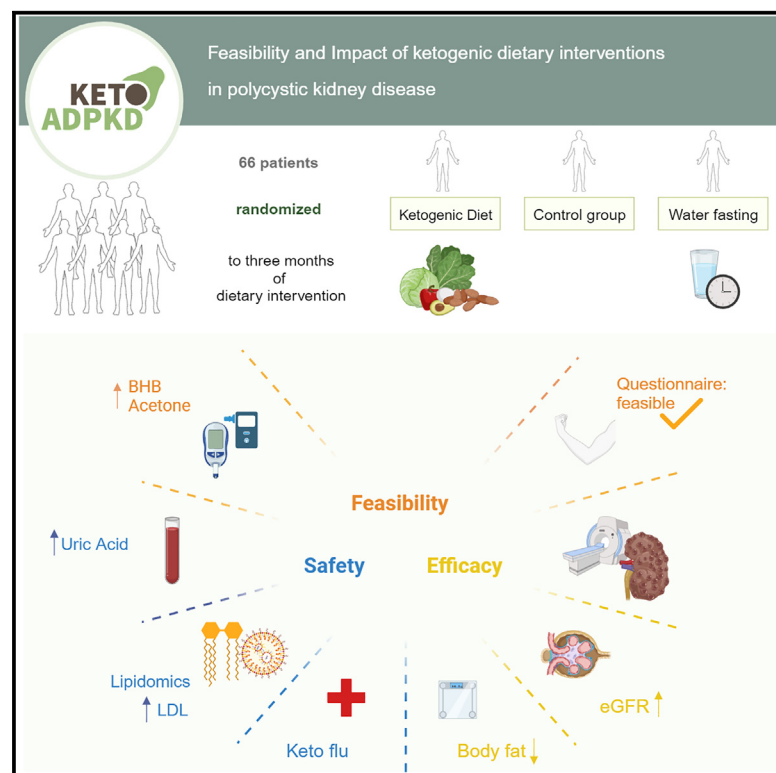 Feasibility and Impact of ketogenic dietary interventions
in polycystic kidney disease
KETO
ADPKD
66 patients
randomized
to three months
of
dietary intervention
Ketogenic Diet
Control group
Water fasting
↑ BHB
Acetone
Questionnaire:
feasible
Feasibility
↑ Uric Acid
Safety
Efficacy
Lipidomics
↑ LDL
eGFR ↑
Keto flu
Body fat ↓